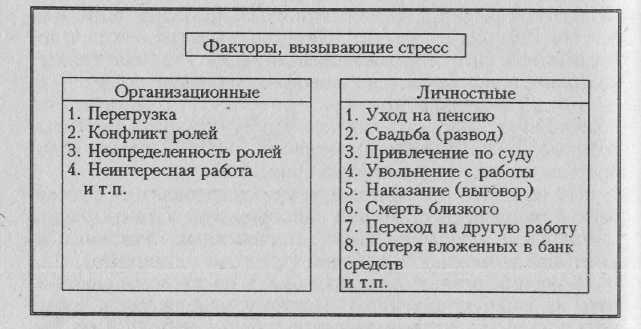 Факторы, вызывающие стресс
Организационные
1. Перегрузка
2. Конфликт ролей
3. Неопределенность ролей
4. Неинтересная работа
и т.п.
Личностные
1. Уход на пенсию
2. Свадьба (развод)
3. Привлечение по суду
4. Увольнение с работы
5. Наказание (выговор)
6. Смерть близкого
7. Переход на другую работу
8. Потеря вложенных в банк
средств
и т.п.